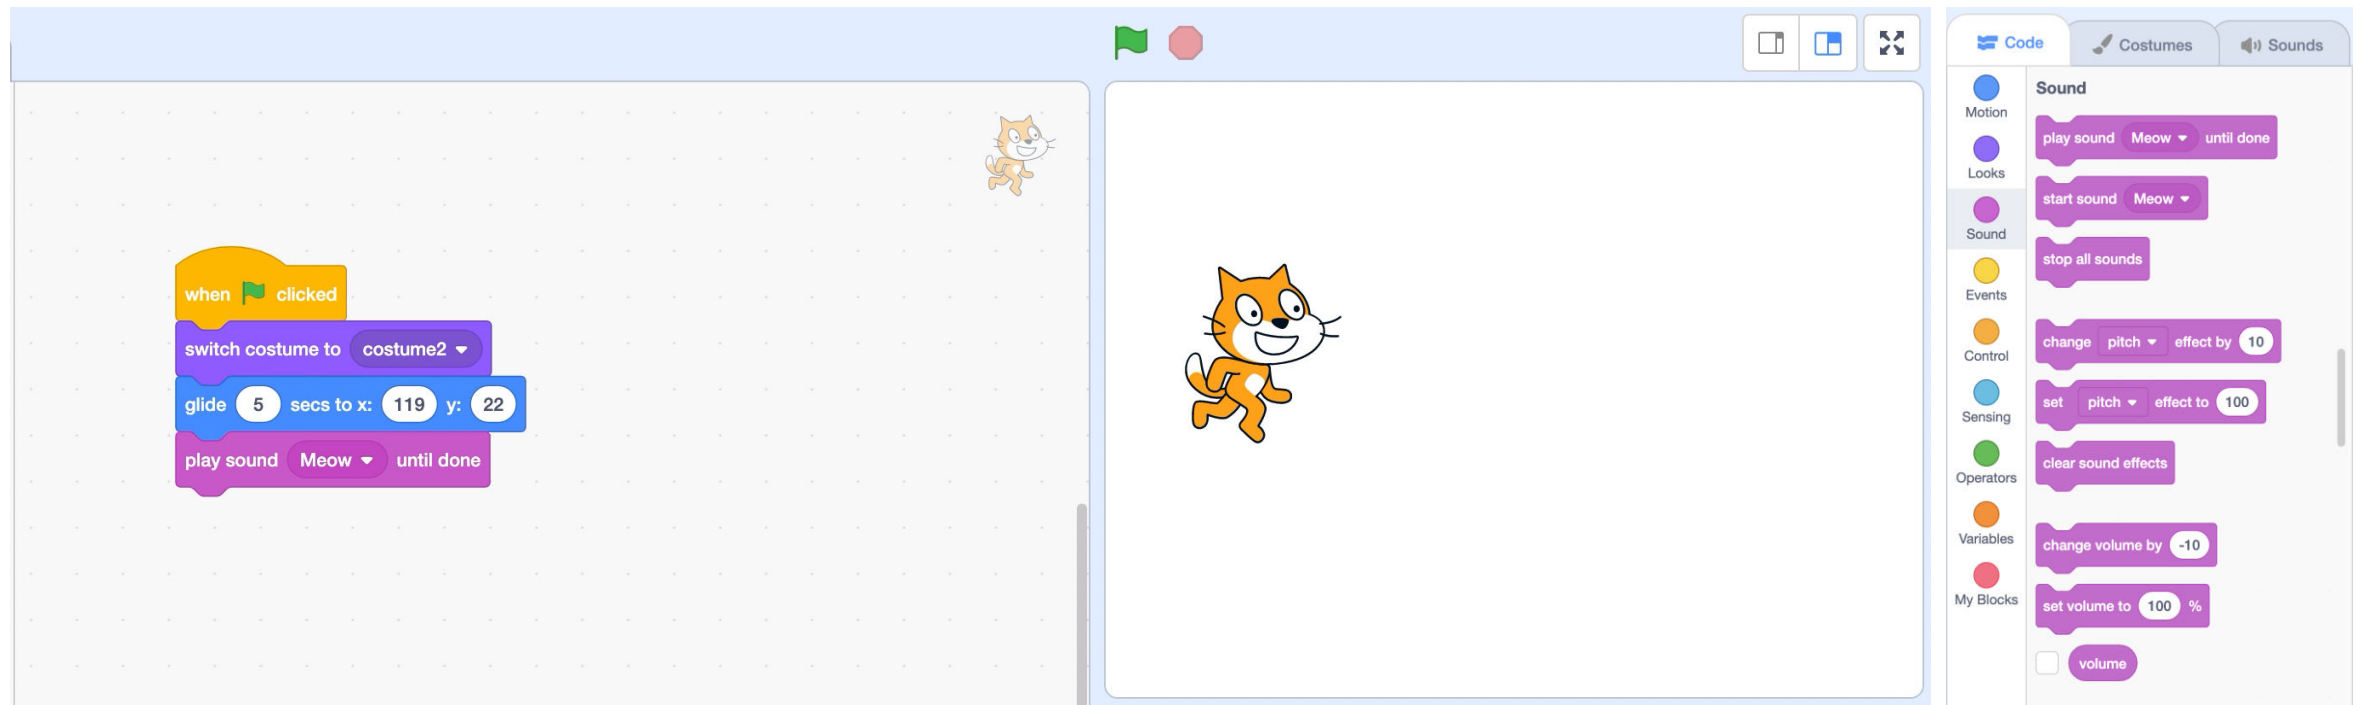 when clicked
switch costume to costume2
glide 5 secs to x: 119 y: 22
play sound Meow until done
Code Costumes Sounds
Motion
Looks
Sound
Events
Control
Sensing
Operators
Variables
My Blocks
Sound
play sound Meow until done
start sound Meow
stop all sounds
change pitch effect by 10
set pitch effect to 100
clear sound effects
change volume by -10
set volume to 100 %
volume